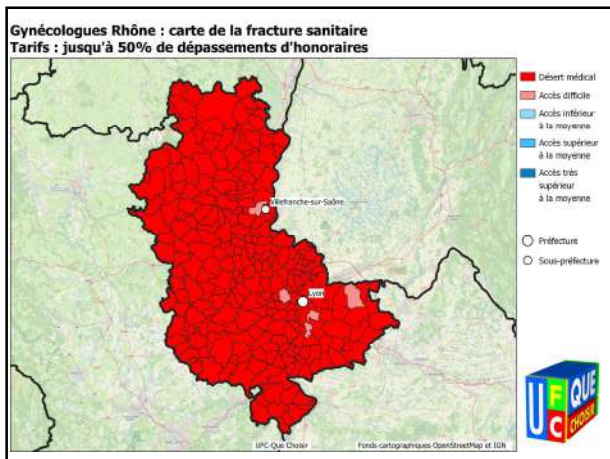 Gynécologues Rhône : carte de la fracture sanitaire
Tarifs : jusqu'à 50% de dépassements d'honoraires
Désert médical
Accès difficile
Accès inférieur
à la moyenne
Accès supérieur
à la moyenne
Accès très
supérieur
à la moyenne
Préfecture
Sous-préfecture
Villefranche-sur-Saône
Lyon
UFC-Que Choisir
Fonds cartographiques OpenStreetMap et IGN
UFC
QUE
CHOISIR